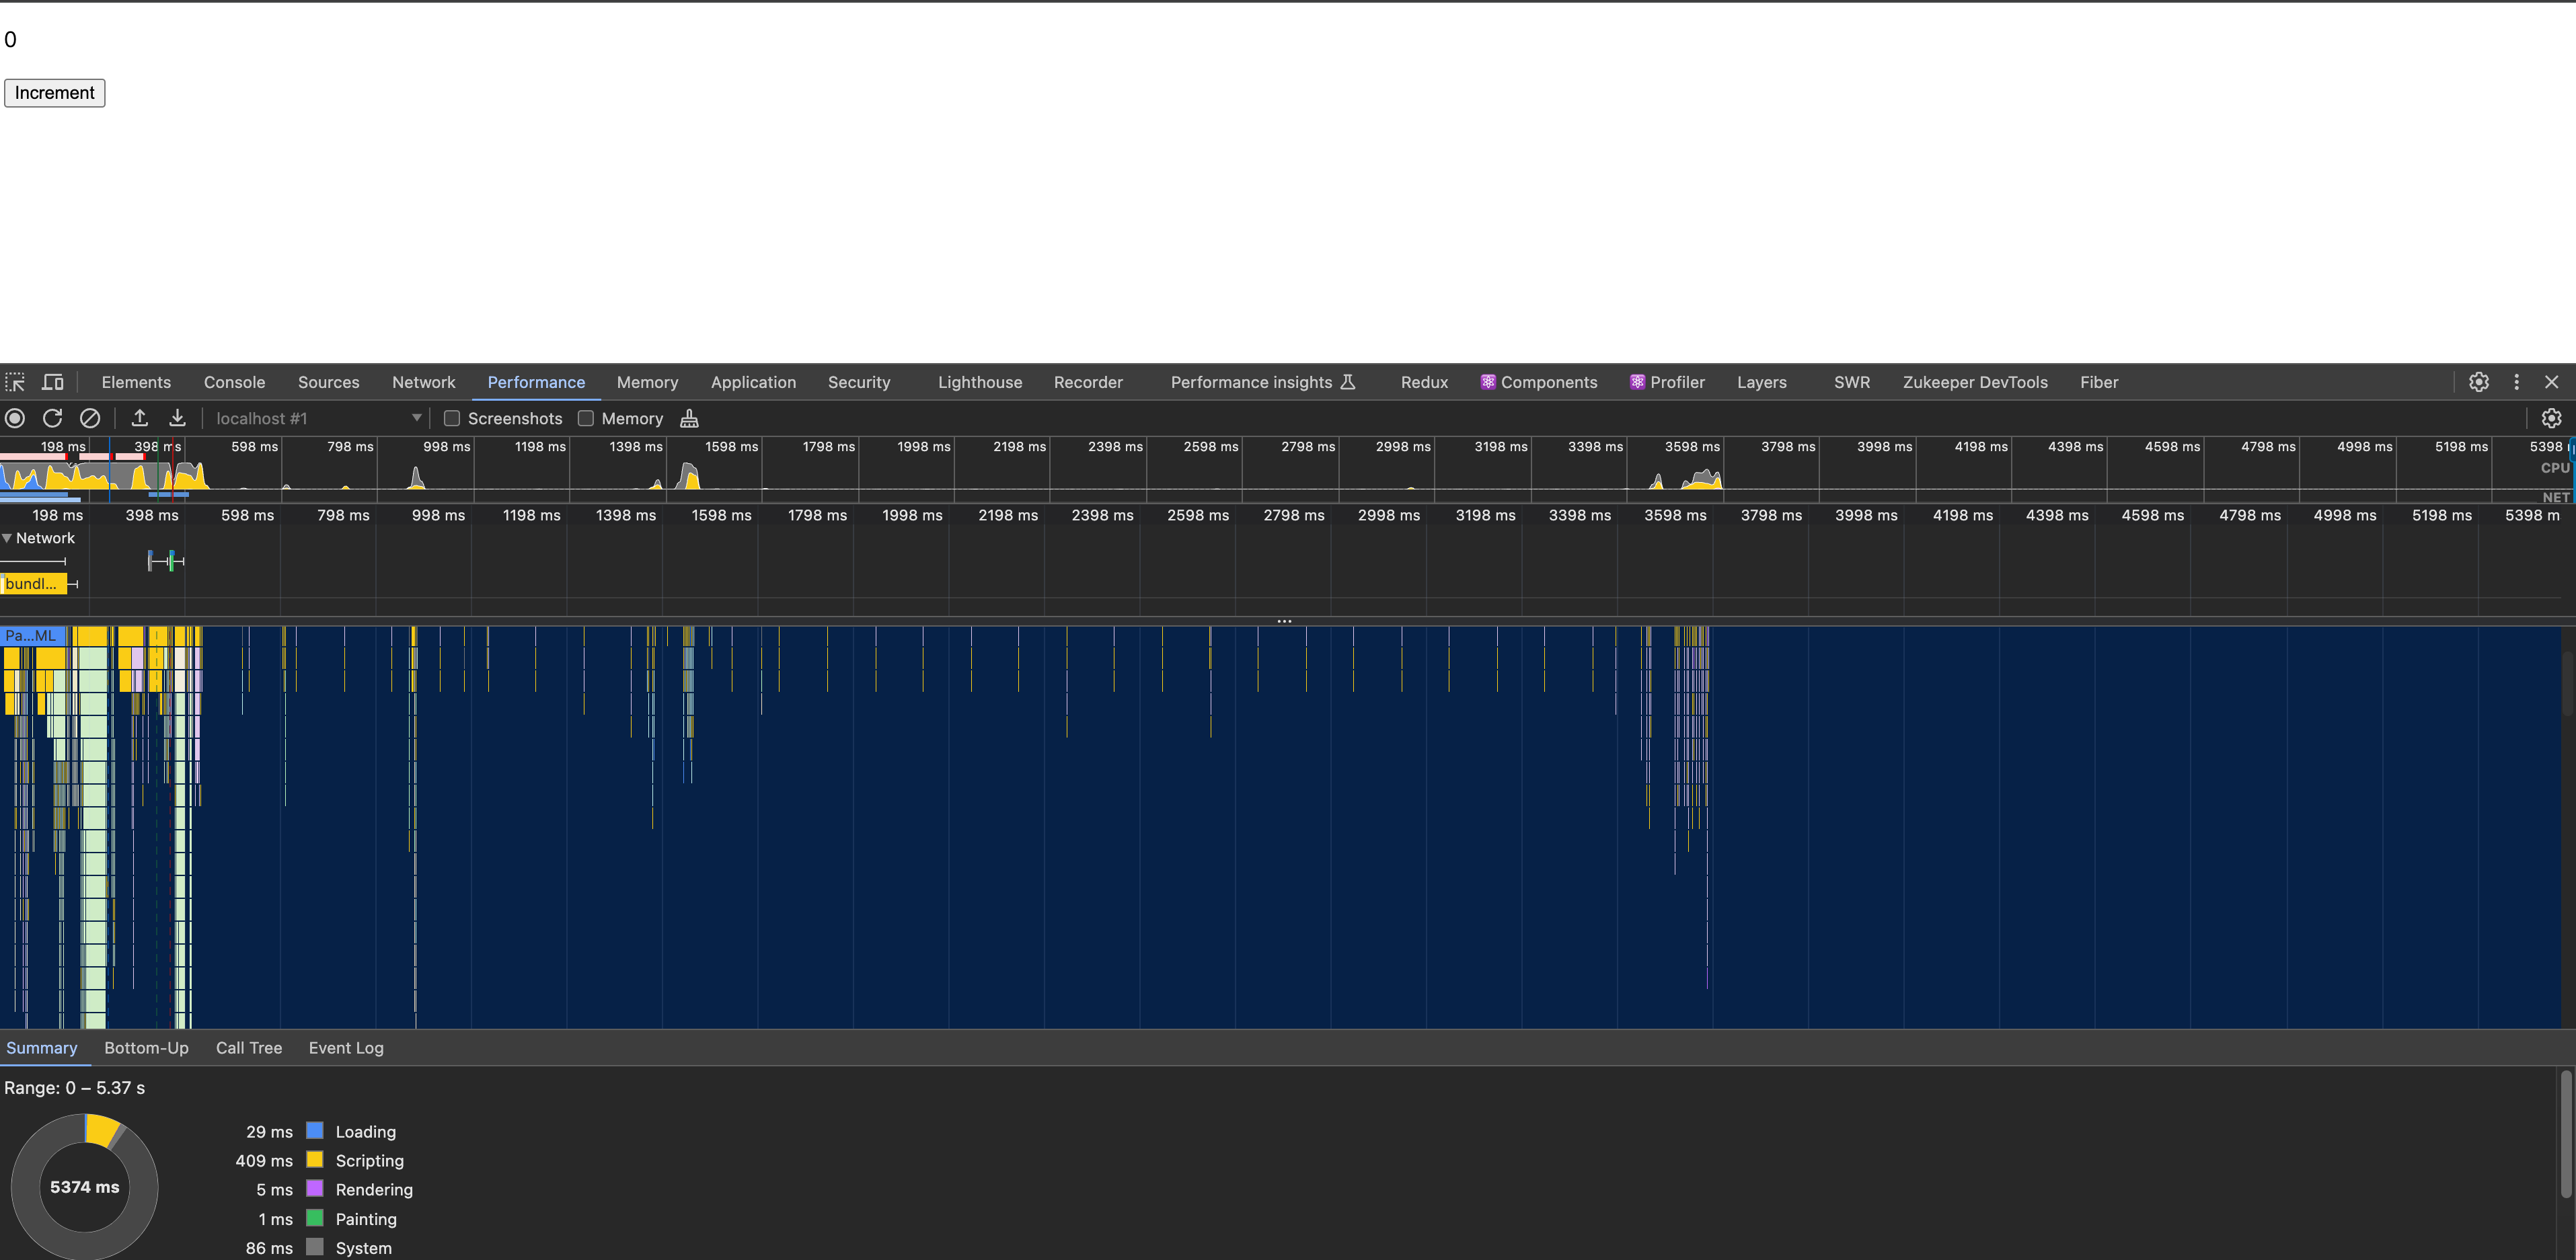 0
Increment
Elements Console Sources Network Performance Memory Application Security Lighthouse Recorder Performance insights Redux Components Profiler Layers SWR Zukeeper DevTools Fiber
localhost #1 Screenshots Memory
198 ms 398 ms 598 ms 798 ms 998 ms 1198 ms 1398 ms 1598 ms 1798 ms 1998 ms 2198 ms 2398 ms 2598 ms 2798 ms 2998 ms 3198 ms 3398 ms 3598 ms 3798 ms 3998 ms 4198 ms 4398 ms 4598 ms 4798 ms 4998 ms 5198 ms 5398
CPU
NET
198 ms 398 ms 598 ms 798 ms 998 ms 1198 ms 1398 ms 1598 ms 1798 ms 1998 ms 2198 ms 2398 ms 2598 ms 2798 ms 2998 ms 3198 ms 3398 ms 3598 ms 3798 ms 3998 ms 4198 ms 4398 ms 4598 ms 4798 ms 4998 ms 5198 ms 5398 m
Network
bundl...
Pa...ML
Summary Bottom-Up Call Tree Event Log
Range: 0 – 5.37 s
5374 ms
29 ms Loading
409 ms Scripting
5 ms Rendering
1 ms Painting
86 ms System